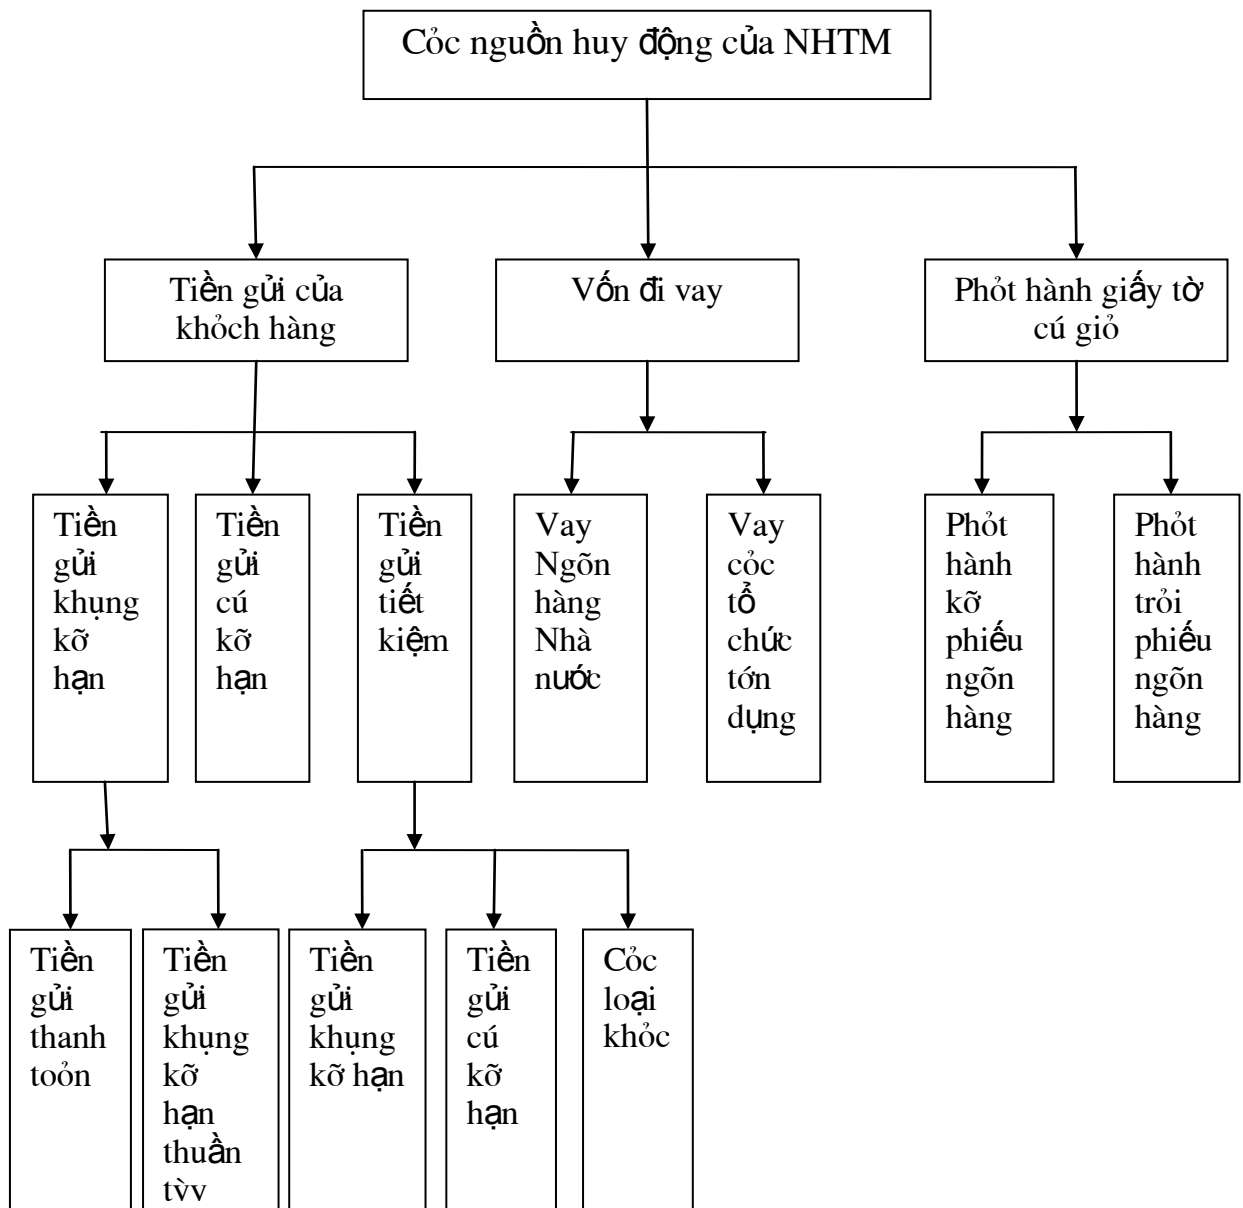 Cỏc nguồn huy động của NHTM
Tiền gửi của
khỏch hàng
Vốn đi vay
Phỏt hành giấy tờ
cú giỏ
Tiền
gửi
khụng
kỡ
hạn
Tiền
gửi
cú
kỡ
hạn
Tiền
gửi
tiết
kiệm
Vay
Ngõn
hàng
Nhà
nước
Vay
cỏc
tổ
chức
tớn
dụng
Phỏt
hành
kỡ
phiếu
ngõn
hàng
Phỏt
hành
trỏi
phiếu
ngõn
hàng
Tiền
gửi
thanh
toỏn
Tiền
gửi
khụng
kỡ
hạn
thuần
tỳvv
Tiền
gửi
khụng
kỡ hạn
Tiền
gửi
cú
kỡ
hạn
Cỏc
loại
khỏc